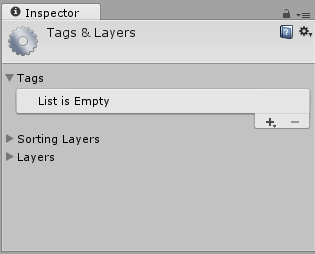 Inspector
Tags & Layers
Tags
List is Empty
Sorting Layers
Layers